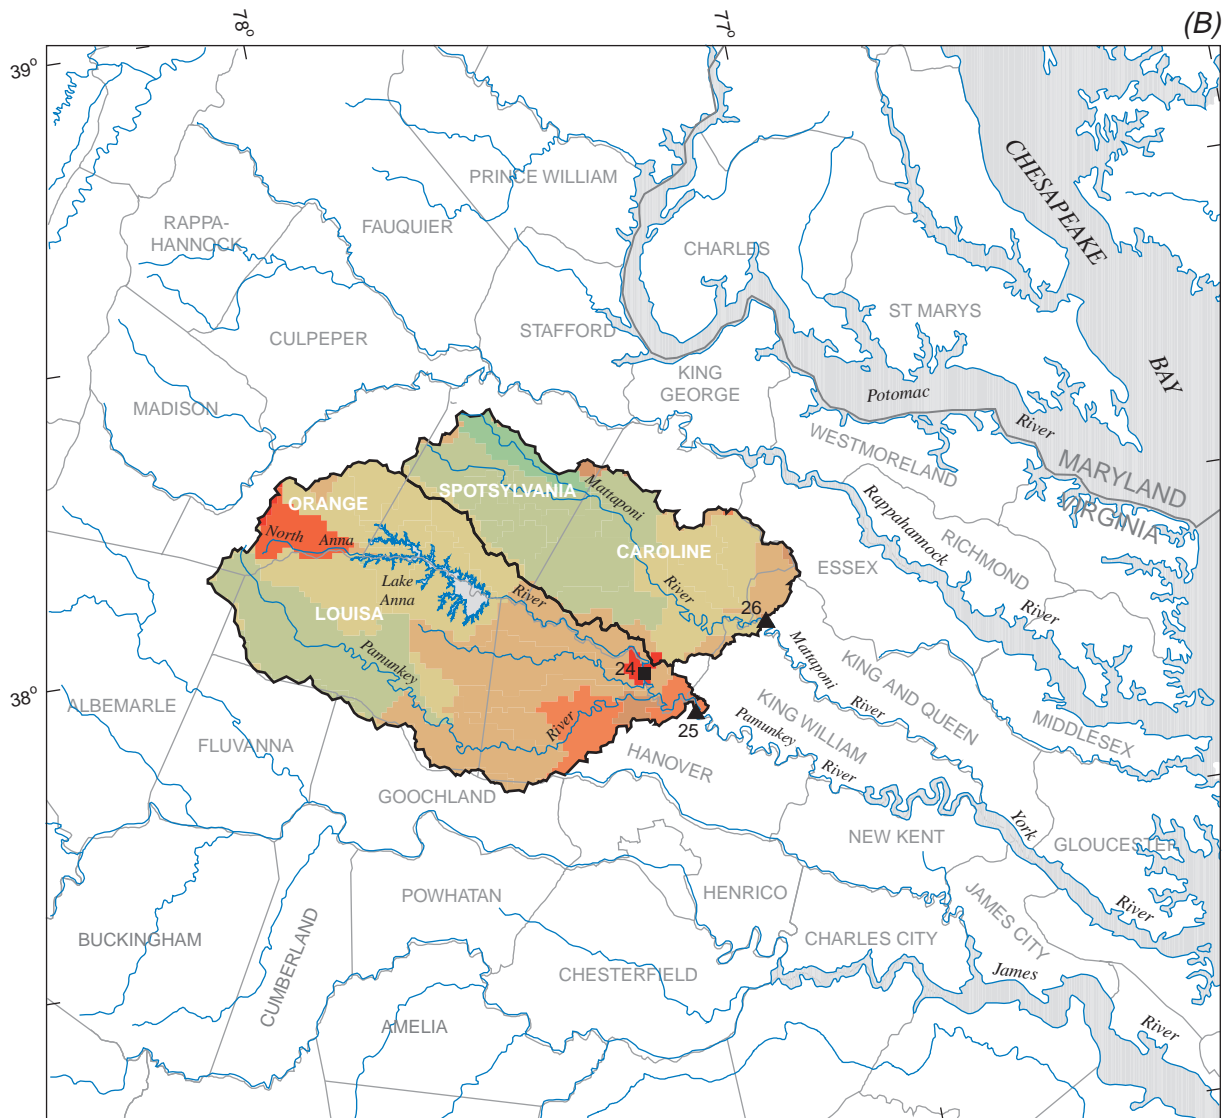 78°
77°
(B)
39°
38°
CHESAPEAKE
BAY
PRINCE WILLIAM
RAPPA-
HANNOCK
FAUQUIER
CHARLES
ST MARYS
STAFFORD
CULPEPER
KING
GEORGE
MADISON
Potomac
River
WESTMORELAND
MARYLAND
VIRGINIA
SPOTSYLVANIA
ORANGE
Mattaponi
River
North Anna
River
CAROLINE
Rappahannock
River
RICHMOND
ESSEX
Lake
Anna
LOUISA
26
Pamunkey
River
24
25
Mattaponi
River
KING AND QUEEN
KING WILLIAM
Pamunkey
River
MIDDLESEX
ALBEMARLE
FLUVANNA
HANOVER
GOOCHLAND
NEW KENT
York
River
GLOUCESTER
POWHATAN
HENRICO
JAMES CITY
BUCKINGHAM
CUMBERLAND
CHARLES CITY
CHESTERFIELD
James
River
AMELIA